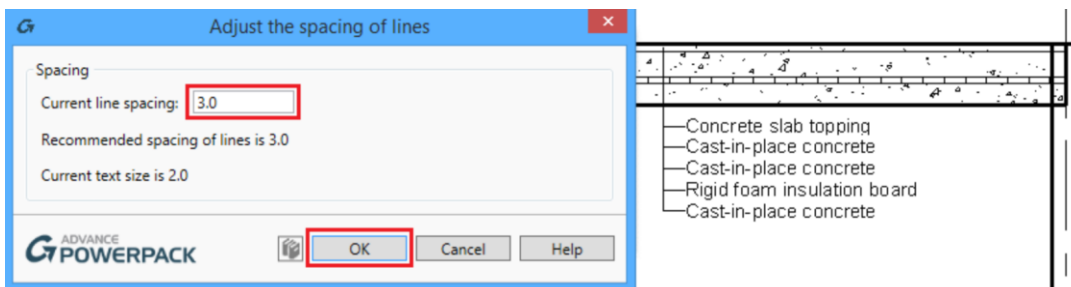 Adjust the spacing of lines
Spacing
Current line spacing: 3.0
Recommended spacing of lines is 3.0
Current text size is 2.0
ADVANCE
POWERPACK
OK Cancel Help
Concrete slab topping
Cast-in-place concrete
Cast-in-place concrete
Rigid foam insulation board
Cast-in-place concrete